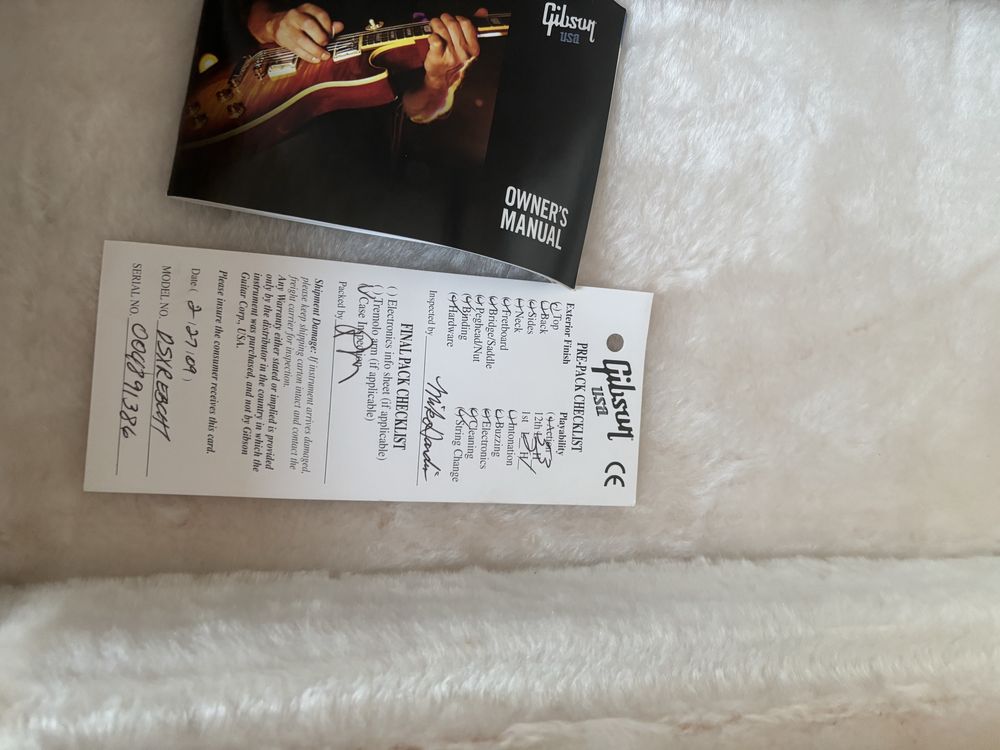 Gibson
USA
OWNER'S
MANUAL
Gibson
USA
CE
PRE-PACK CHECKLIST
Exterior Finish
(✓) Top
(✓) Back
(✓) Sides
(✓) Neck
(✓) Fretboard
(✓) Bridge/Saddle
(✓) Peghead/Nut
(✓) Binding
(✓) Hardware
Playability
(✓) Action
12th
1st
(✓) Intonation
(✓) Buzzing
(✓) Electronics
(✓) Cleaning
(✓) String Change
Inspected by
FINAL PACK CHECKLIST
( ) Electronics info sheet (if applicable)
( ) Tremolo arm (if applicable)
(✓) Case Inspection
Packed by
Shipment Damage: If instrument arrives damaged,
please keep shipping carton intact and contact the
freight carrier for inspection.
Any Warranty either stated or implied is provided
only by the distributor in the country in which the
instrument was purchased, and not by Gibson
Guitar Corp., USA.
Please insure the consumer receives this card.
Date ( 2-27-09 )
MODEL NO. DSXREBCH7
SERIAL NO. 004891386